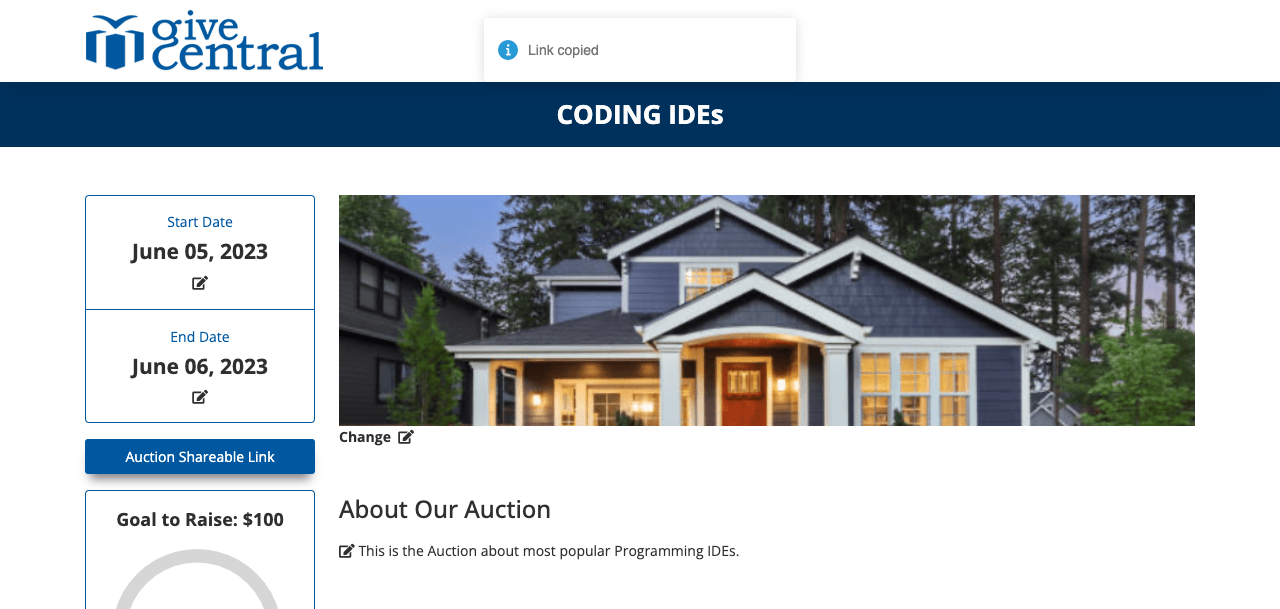 give
Central
Link copied
CODING IDEs
Start Date
June 05, 2023
End Date
June 06, 2023
Auction Shareable Link
Goal to Raise: $100
Change
About Our Auction
This is the Auction about most popular Programming IDEs.